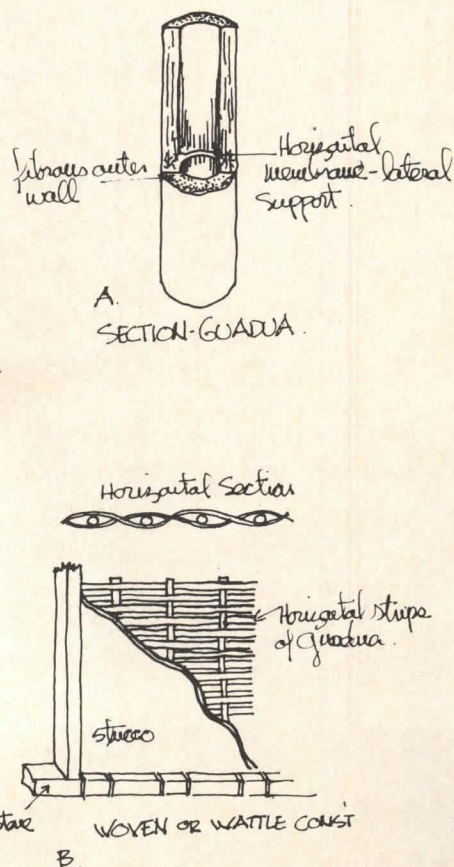 fibrous outer
wall
Horizontal
membrane-lateral
support.
A.
SECTION-GUADUA.
Horizontal Section
Horizontal strips
of guadua.
stucco
WOVEN OR WATTLE CONST
B.